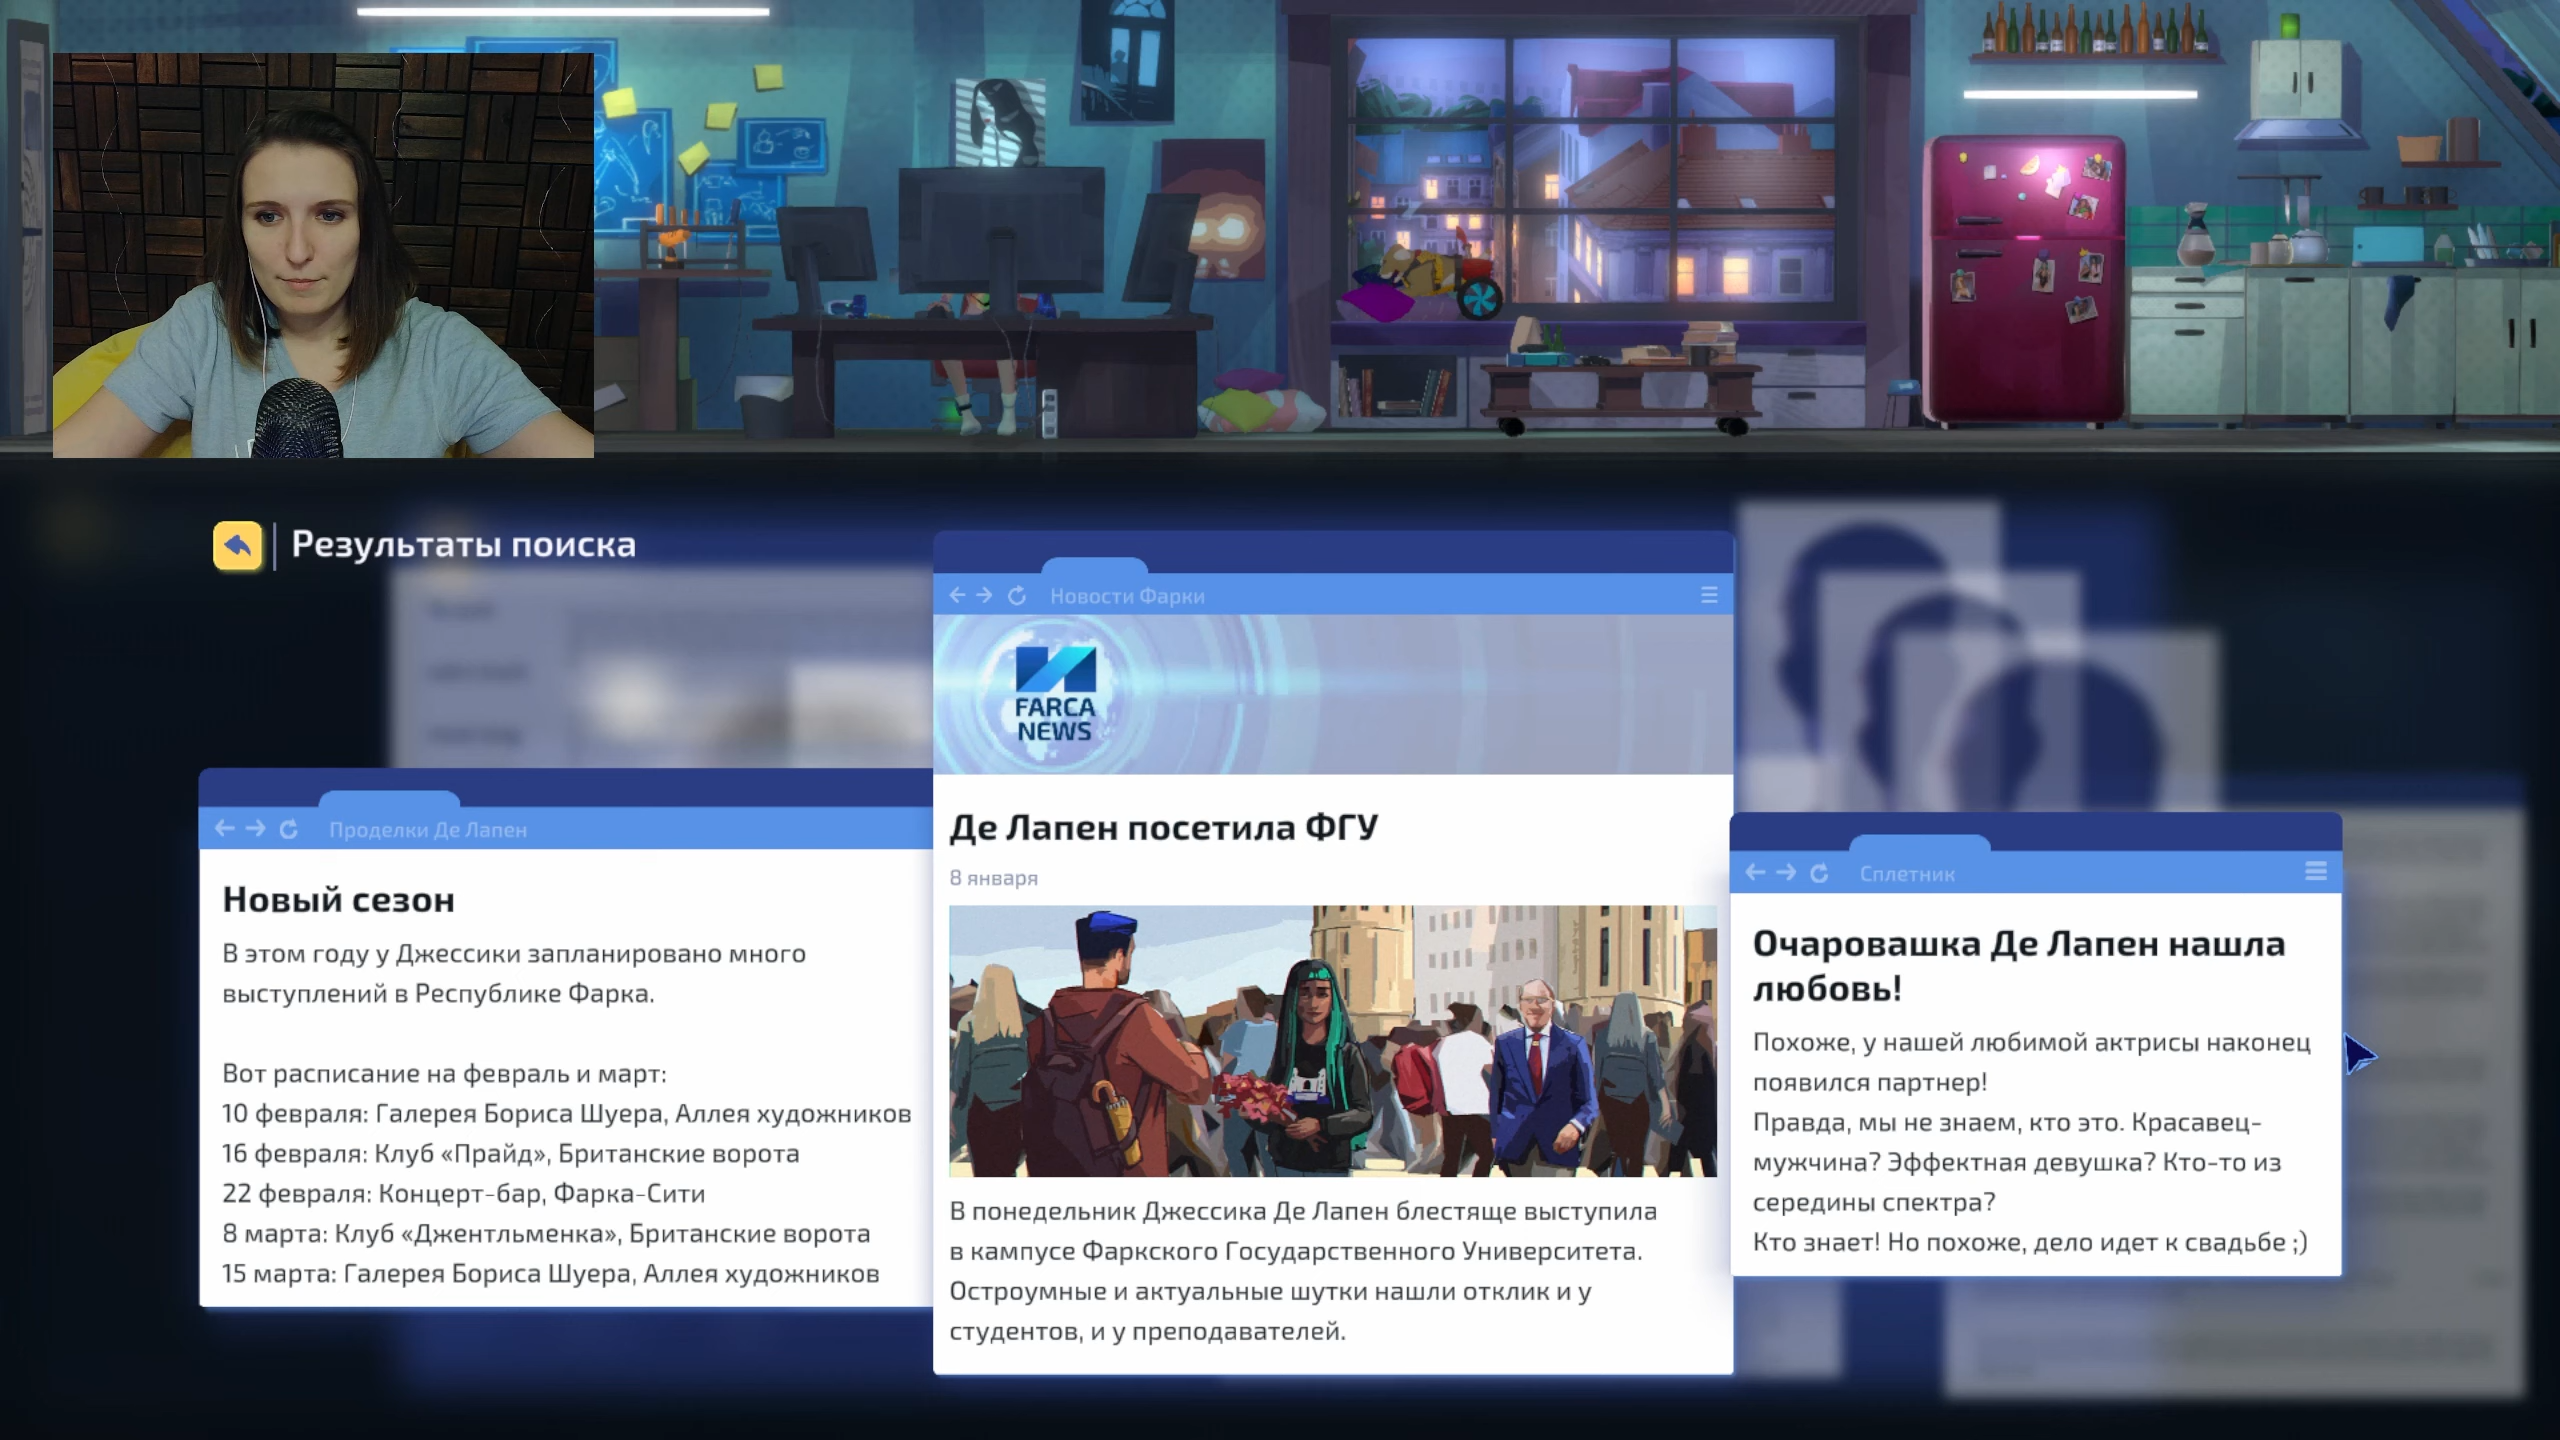 Результаты поиска
Проделки Де Лапен
Новый сезон
В этом году у Джессики запланировано много
выступлений в Республике Фарка.
Вот расписание на февраль и март:
10 февраля: Галерея Бориса Шуера, Аллея художников
16 февраля: Клуб «Прайд», Британские ворота
22 февраля: Концерт-бар, Фарка-Сити
8 марта: Клуб «Джентльменка», Британские ворота
15 марта: Галерея Бориса Шуера, Аллея художников
Новости Фарки
FARCA
NEWS
Де Лапен посетила ФГУ
8 января
В понедельник Джессика Де Лапен блестяще выступила
в кампусе Фаркского Государственного Университета.
Остроумные и актуальные шутки нашли отклик и у
студентов, и у преподавателей.
Сплетник
Очаровашка Де Лапен нашла
любовь!
Похоже, у нашей любимой актрисы наконец
появился партнер!
Правда, мы не знаем, кто это. Красавец-
мужчина? Эффектная девушка? Кто-то из
середины спектра?
Кто знает! Но похоже, дело идет к свадьбе ;)